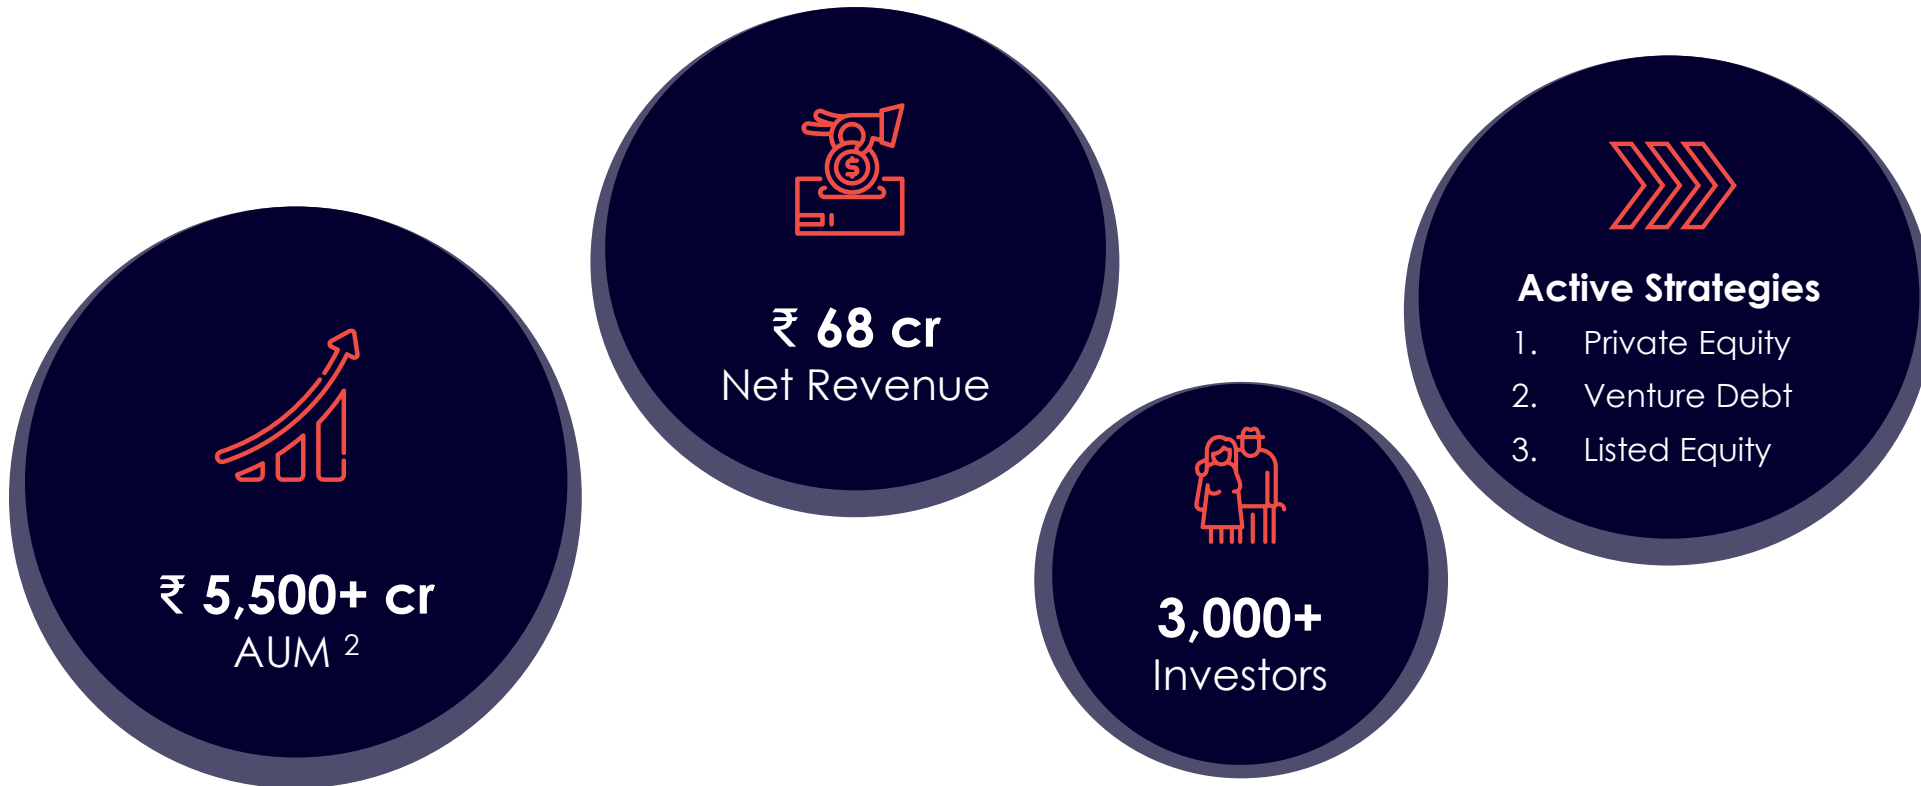 ₹ 5,500+ cr
AUM ²
₹ 68 cr
Net Revenue
3,000+
Investors
Active Strategies
1. Private Equity
2. Venture Debt
3. Listed Equity
$